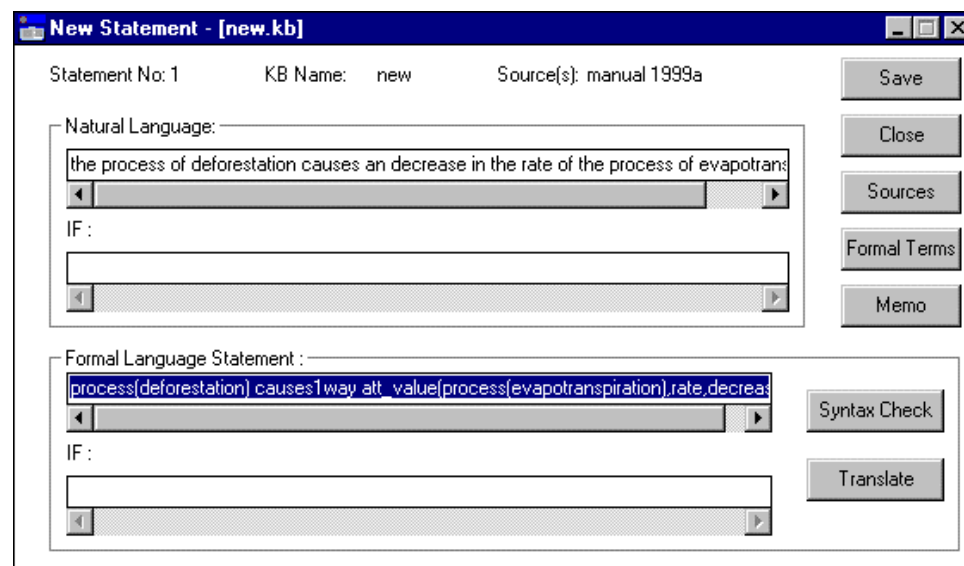 New Statement - [new.kb]
Statement No: 1 KB Name: new Source(s): manual 1999a
Save
Natural Language:
Close
the process of deforestation causes an decrease in the rate of the process of evapotrans
Sources
IF :
Formal Terms
Memo
Formal Language Statement :
process(deforestation) causes1way att_value(process(evapotranspiration),rate,decreas
Syntax Check
IF :
Translate